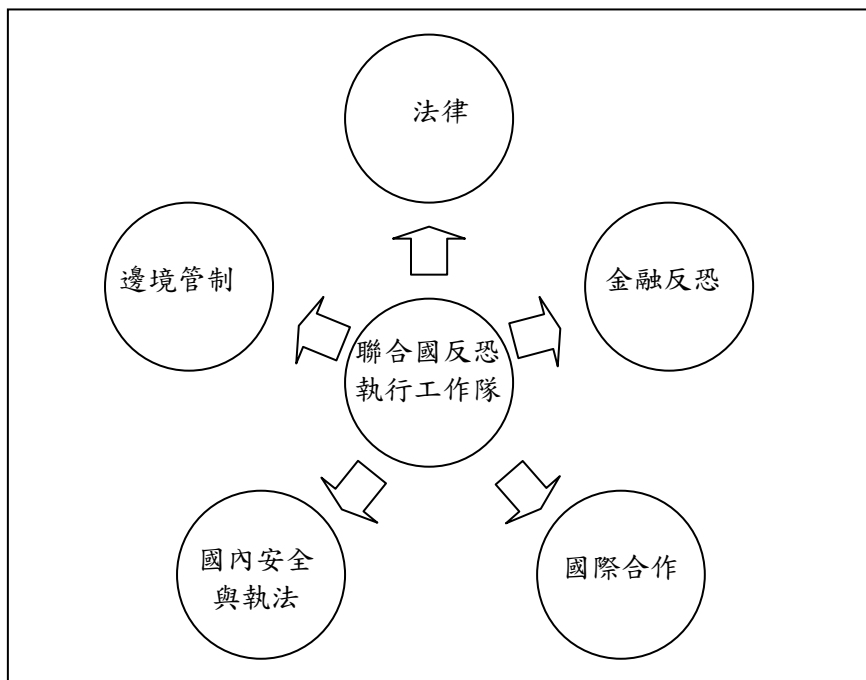 法律
邊境管制
金融反恐
聯合國反恐
執行工作隊
國內安全
與執法
國際合作